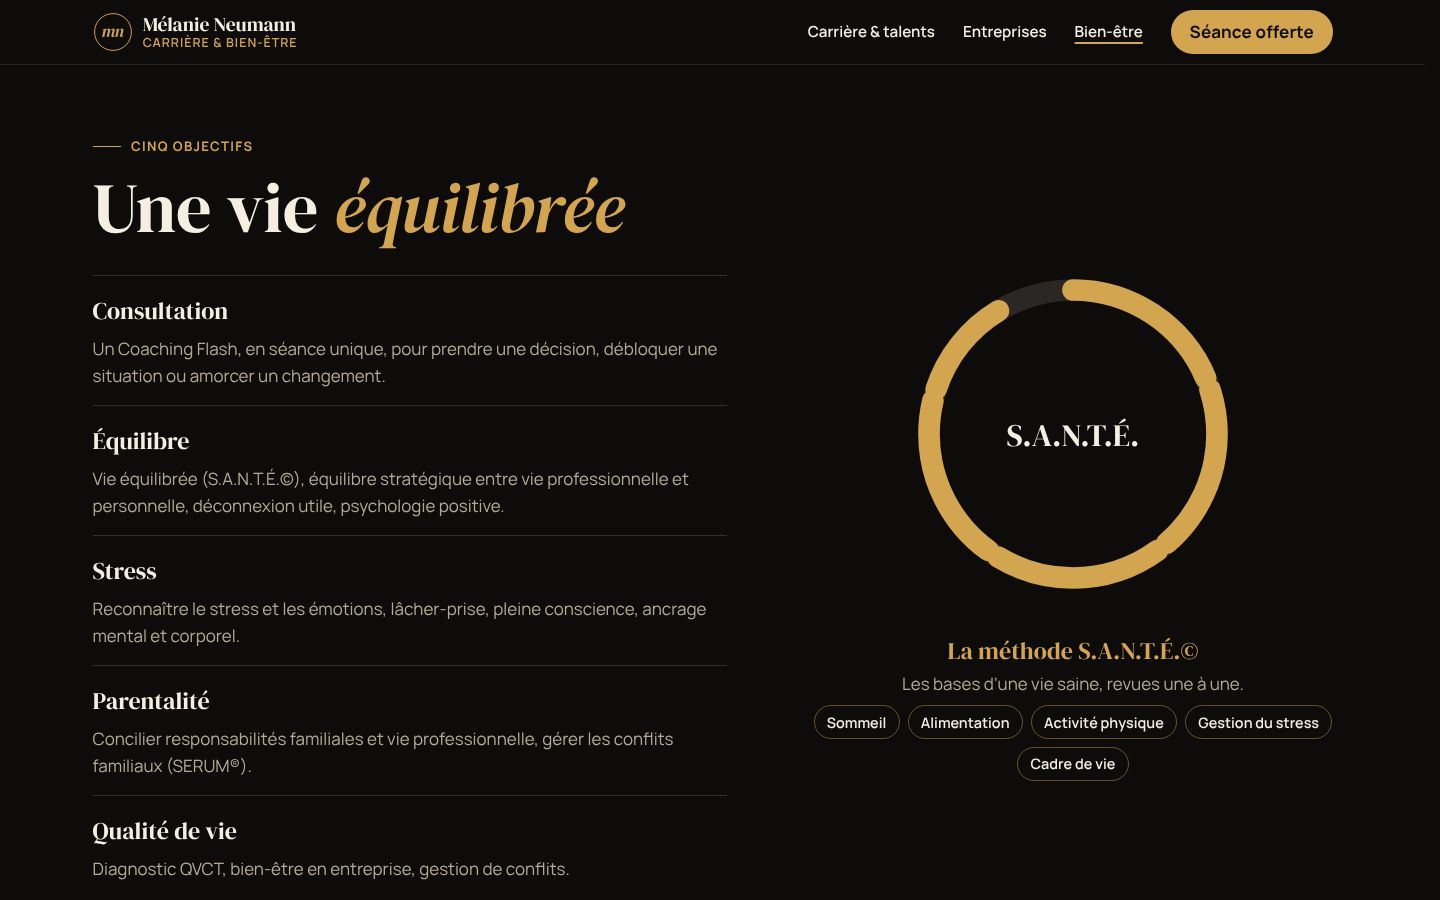 mn
Mélanie Neumann
CARRIÈRE & BIEN-ÊTRE
Carrière & talents
Entreprises
Bien-être
Séance offerte
CINQ OBJECTIFS
Une vie équilibrée
Consultation
Un Coaching Flash, en séance unique, pour prendre une décision, débloquer une
situation ou amorcer un changement.
Équilibre
Vie équilibrée (S.A.N.T.É.©), équilibre stratégique entre vie professionnelle et
personnelle, déconnexion utile, psychologie positive.
Stress
Reconnaître le stress et les émotions, lâcher-prise, pleine conscience, ancrage
mental et corporel.
Parentalité
Concilier responsabilités familiales et vie professionnelle, gérer les conflits
familiaux (SERUM®).
Qualité de vie
Diagnostic QVCT, bien-être en entreprise, gestion de conflits.
S.A.N.T.É.
La méthode S.A.N.T.É.©
Les bases d'une vie saine, revues une à une.
Sommeil
Alimentation
Activité physique
Gestion du stress
Cadre de vie